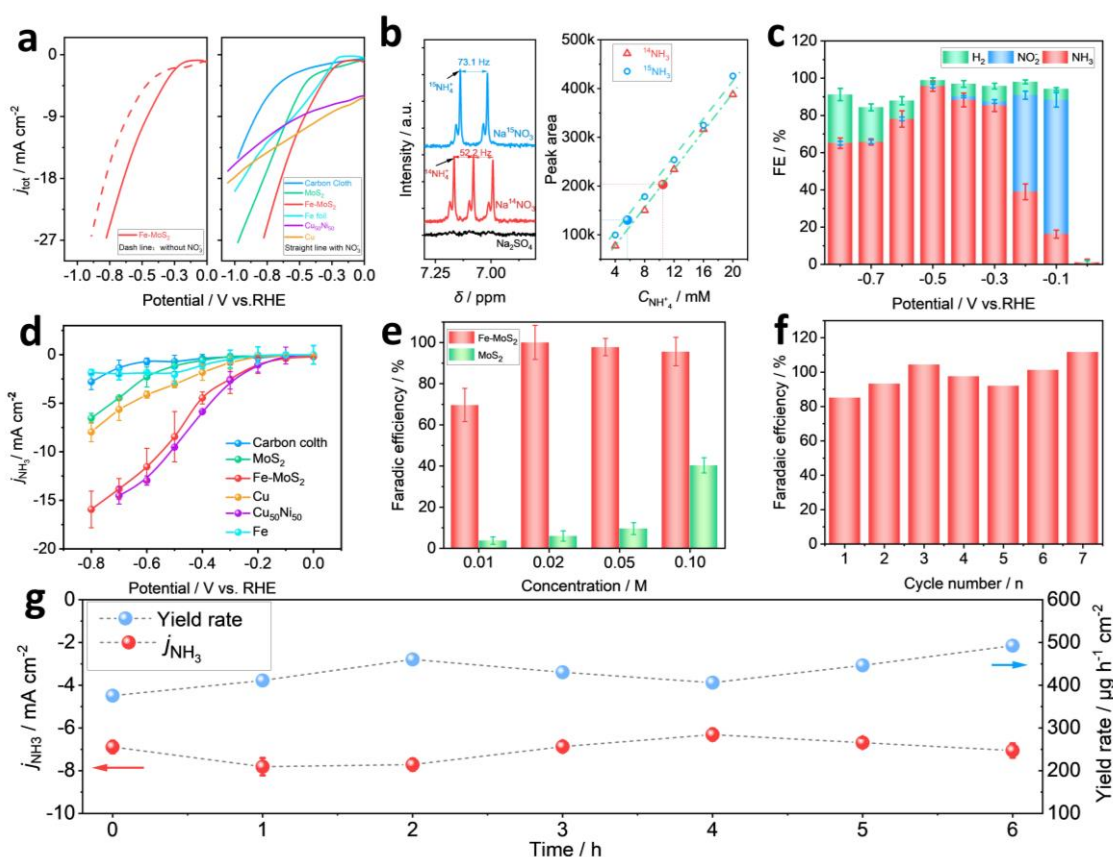 a
0
-9
-18
-27
j_tot / mA cm⁻²
Fe-MoS₂
Dash line: without NO₃⁻
Carbon Cloth
MoS₂
Fe-MoS₂
Fe foil
Cu₅₀Ni₅₀
Cu
Straight line with NO₃⁻
-1.0 -0.5 0.0 -1.0 -0.5 0.0
Potential / V vs.RHE Potential / V vs.RHE
b
73.1 Hz
¹⁵NH₄⁺
Na¹⁵NO₃
52.2 Hz
¹⁴NH₄⁺
Na¹⁴NO₃
Na₂SO₄
Intensity / a.u.
7.25 7.00
δ / ppm
500k
400k
300k
200k
100k
Peak area
¹⁴NH₃
¹⁵NH₃
4 8 12 16 20
C_NH⁺₄ / mM
c
120
100
80
60
40
20
0
FE / %
H₂ NO₂⁻ NH₃
-0.7 -0.5 -0.3 -0.1
Potential / V vs.RHE
d
0
-5
-10
-15
-20
j_NH₃ / mA cm⁻²
Carbon colth
MoS₂
Fe-MoS₂
Cu
Cu₅₀Ni₅₀
Fe
-0.8 -0.6 -0.4 -0.2 0.0
Potential / V vs. RHE
e
100
80
60
40
20
0
Faradic efficiency / %
Fe-MoS₂
MoS₂
0.01 0.02 0.05 0.10
Concentration / M
f
120
100
80
60
40
20
0
Faradaic effciency / %
1 2 3 4 5 6 7
Cycle number / n
g
0
-2
-4
-6
-8
-10
j_NH3 / mA cm⁻²
Yield rate
j_NH₃
600
500
400
300
200
100
Yield rate / μg h⁻¹ cm⁻²
0 1 2 3 4 5 6
Time / h